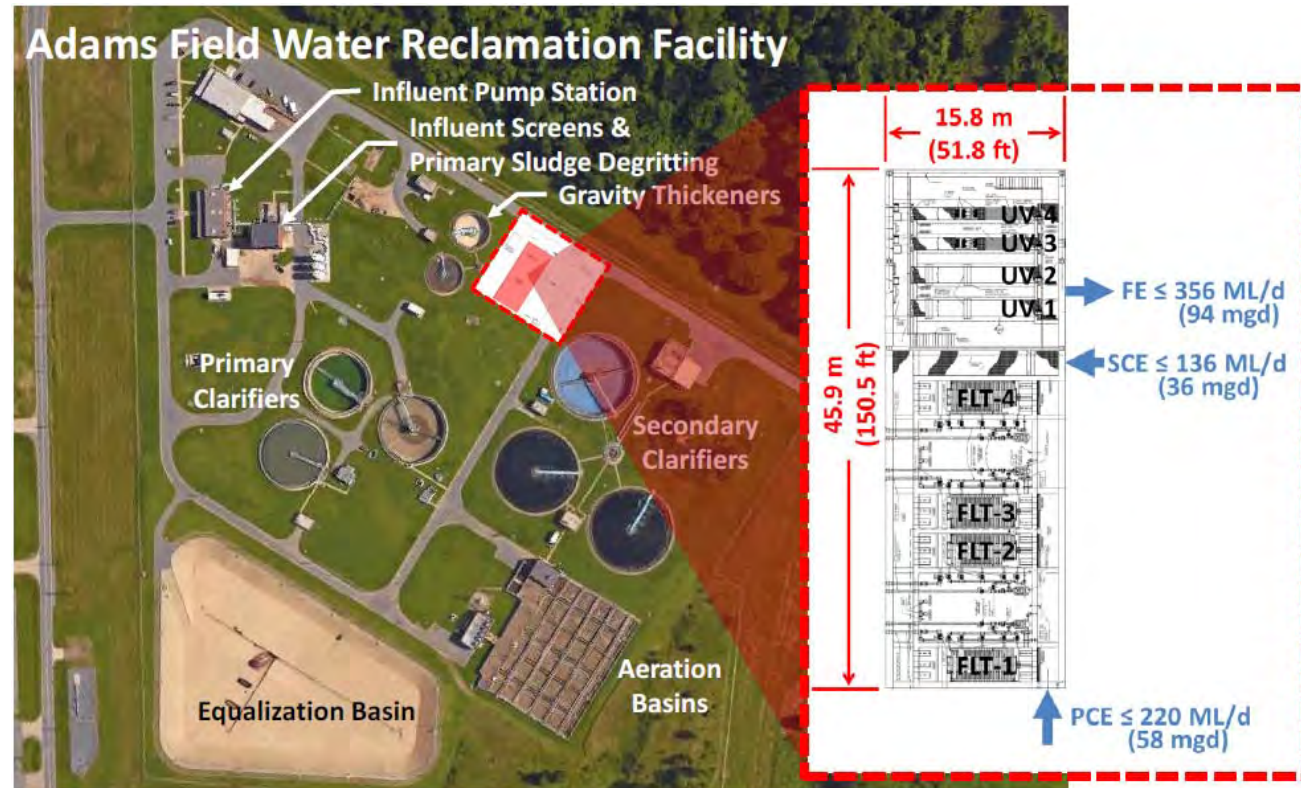 Adams Field Water Reclamation Facility
Influent Pump Station
Influent Screens &
Primary Sludge Degritting
Gravity Thickeners
Primary
Clarifiers
Secondary
Clarifiers
Aeration
Basins
Equalization Basin
15.8 m
(51.8 ft)
45.9 m
(150.5 ft)
UV-4
UV-3
UV-2
UV-1
FE ≤ 356 ML/d
(94 mgd)
SCE ≤ 136 ML/d
(36 mgd)
FLT-4
FLT-3
FLT-2
FLT-1
PCE ≤ 220 ML/d
(58 mgd)